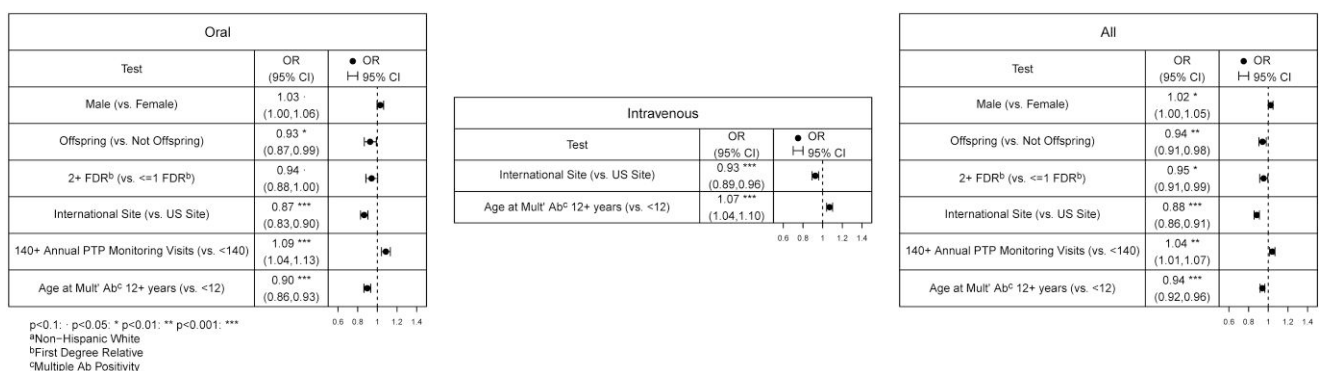 Oral
Test OR ● OR
(95% CI) 95% CI
Male (vs. Female) 1.03 ·
(1.00,1.06)
Offspring (vs. Not Offspring) 0.93 *
(0.87,0.99)
2+ FDRᵇ (vs. <=1 FDRᵇ) 0.94 ·
(0.88,1.00)
International Site (vs. US Site) 0.87 ***
(0.83,0.90)
140+ Annual PTP Monitoring Visits (vs. <140) 1.09 ***
(1.04,1.13)
Age at Mult' Abᶜ 12+ years (vs. <12) 0.90 ***
(0.86,0.93)
0.6 0.8 1 1.2 1.4
p<0.1: · p<0.05: * p<0.01: ** p<0.001: ***
ᵃNon−Hispanic White
ᵇFirst Degree Relative
ᶜMultiple Ab Positivity
Intravenous
Test OR ● OR
(95% CI) 95% CI
International Site (vs. US Site) 0.93 ***
(0.89,0.96)
Age at Mult' Abᶜ 12+ years (vs. <12) 1.07 ***
(1.04,1.10)
0.6 0.8 1 1.2 1.4
All
Test OR ● OR
(95% CI) 95% CI
Male (vs. Female) 1.02 *
(1.00,1.05)
Offspring (vs. Not Offspring) 0.94 **
(0.91,0.98)
2+ FDRᵇ (vs. <=1 FDRᵇ) 0.95 *
(0.91,0.99)
International Site (vs. US Site) 0.88 ***
(0.86,0.91)
140+ Annual PTP Monitoring Visits (vs. <140) 1.04 **
(1.01,1.07)
Age at Mult' Abᶜ 12+ years (vs. <12) 0.94 ***
(0.92,0.96)
0.6 0.8 1 1.2 1.4